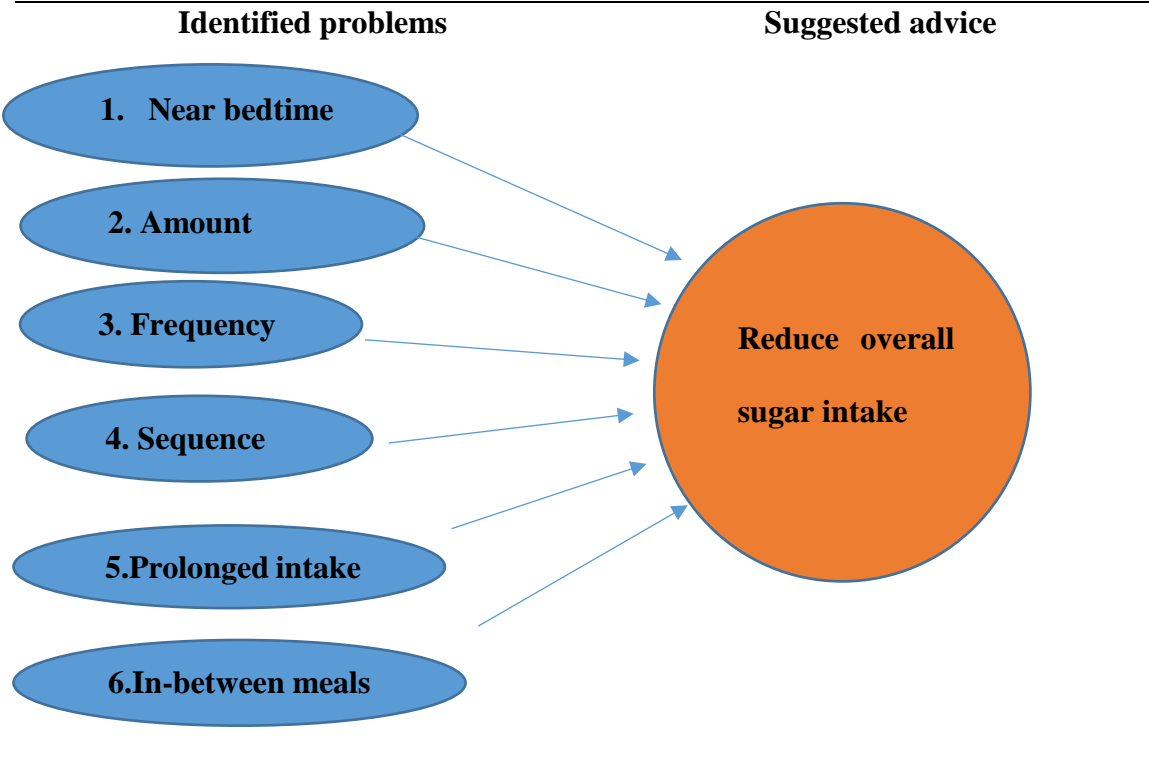 Identified problems
Suggested advice
1. Near bedtime
2. Amount
3. Frequency
4. Sequence
5.Prolonged intake
6.In-between meals
Reduce overall
sugar intake